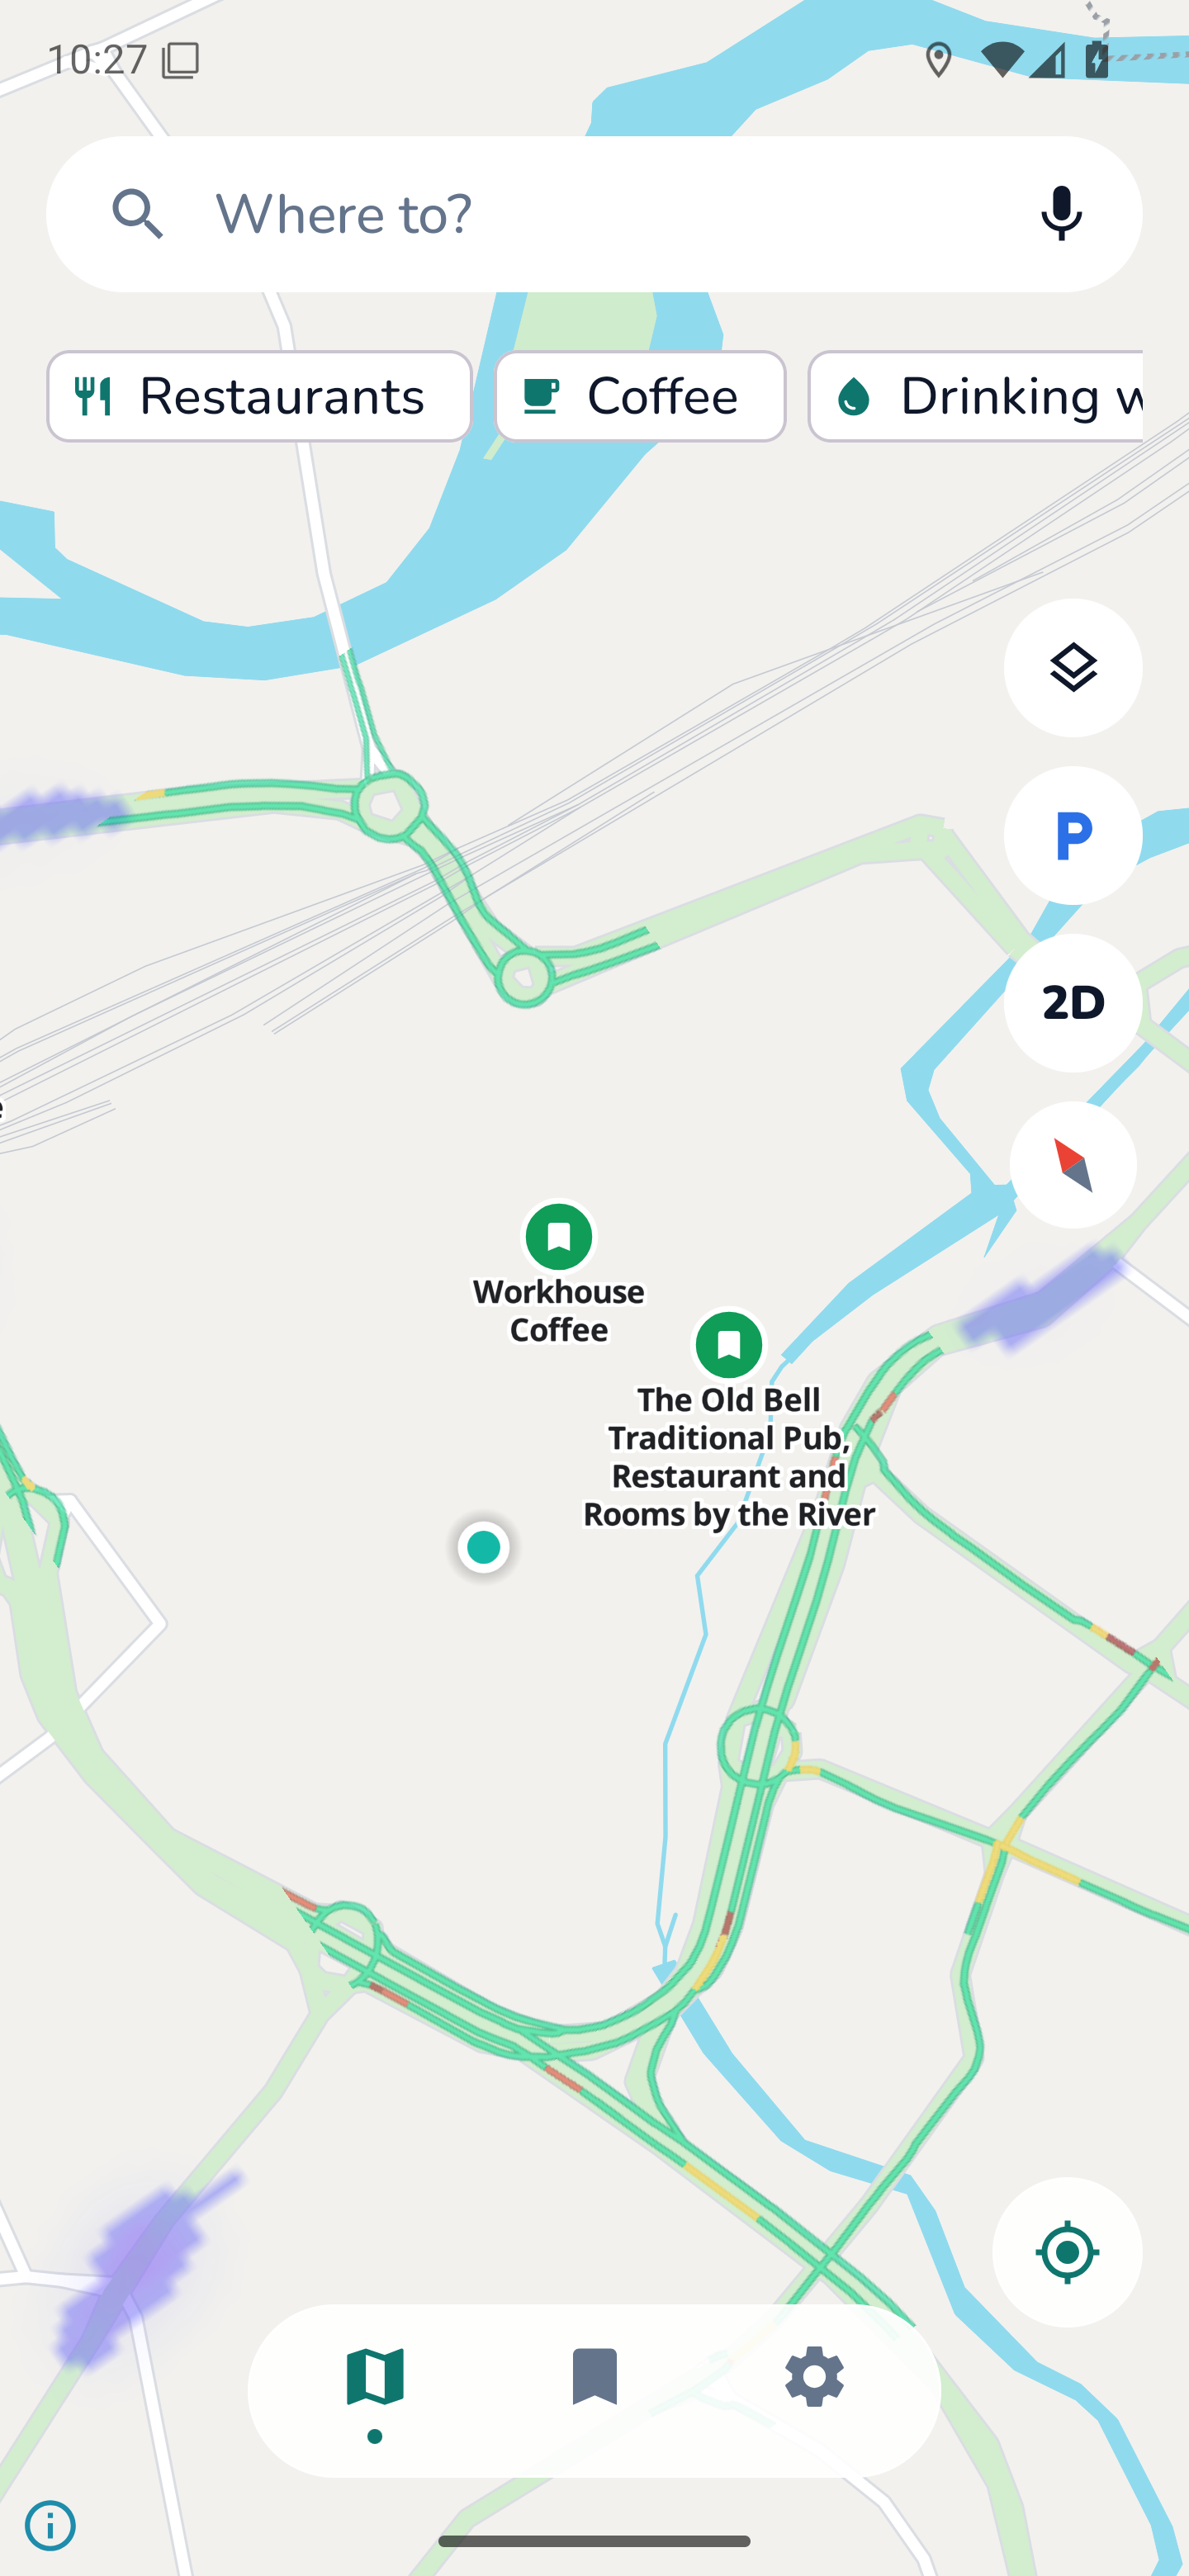 10:27
Where to?
Restaurants
Coffee
Drinking
P
2D
Workhouse
Coffee
The Old Bell
Traditional Pub,
Restaurant and
Rooms by the River